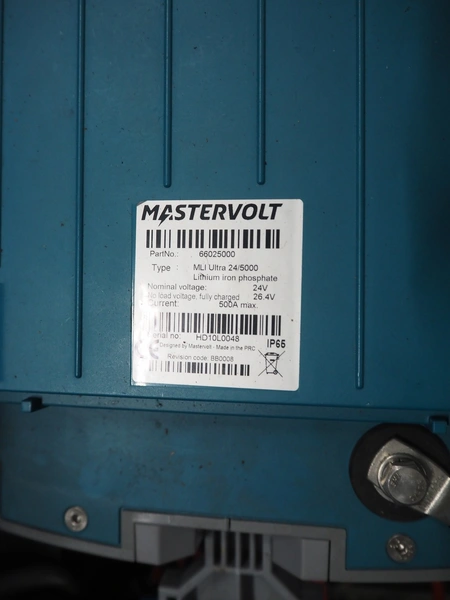 MASTERVOLT
PartNo.: 66025000
Type : MLI Ultra 24/5000
Lithium iron phosphate
Nominal voltage: 24V
No load voltage, fully charged 26.4V
Current: 500A max.
Serial no: HD10L0048
IP65
Designed by Mastervolt - Made in the PRC
Revision code: BB0008